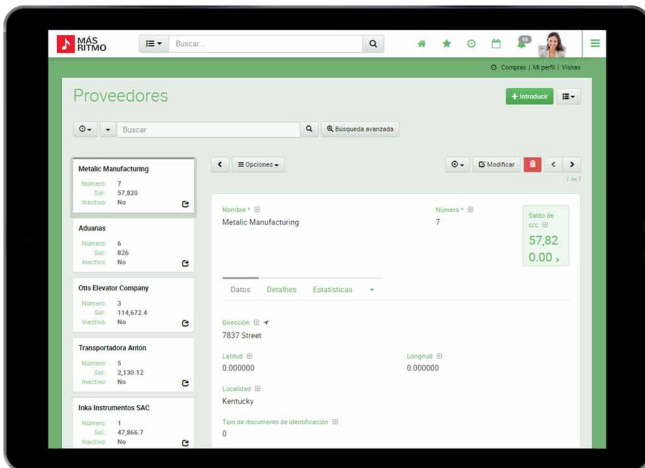 MÁS
RITMO
Buscar...
Compras | Mi perfil | Visitas
Proveedores
+ Introducir
Buscar
Búsqueda avanzada
Metalic Manufacturing
Número: 7
Sal.: 57,820
Inactivo: No
Aduanas
Número: 6
Sal.: 826
Inactivo: No
Otis Elevator Company
Número: 3
Sal.: 114,672.4
Inactivo: No
Transportadora Antón
Número: 5
Sal.: 2,130.12
Inactivo: No
Inka Instrumentos SAC
Número: 1
Sal.: 47,866.7
Inactivo: No
Opciones
Modificar
Nombre *
Metalic Manufacturing
Número *
7
Saldo de
c/c
57,82
0.00
Datos Detalhes Estatísticas
Dirección
7837 Street
Latitud
0.000000
Longitud
0.000000
Localidad
Kentucky
Tipo de documento de identificación
0